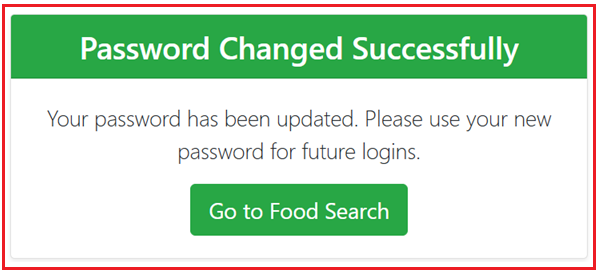 Password Changed Successfully
Your password has been updated. Please use your new
password for future logins.
Go to Food Search